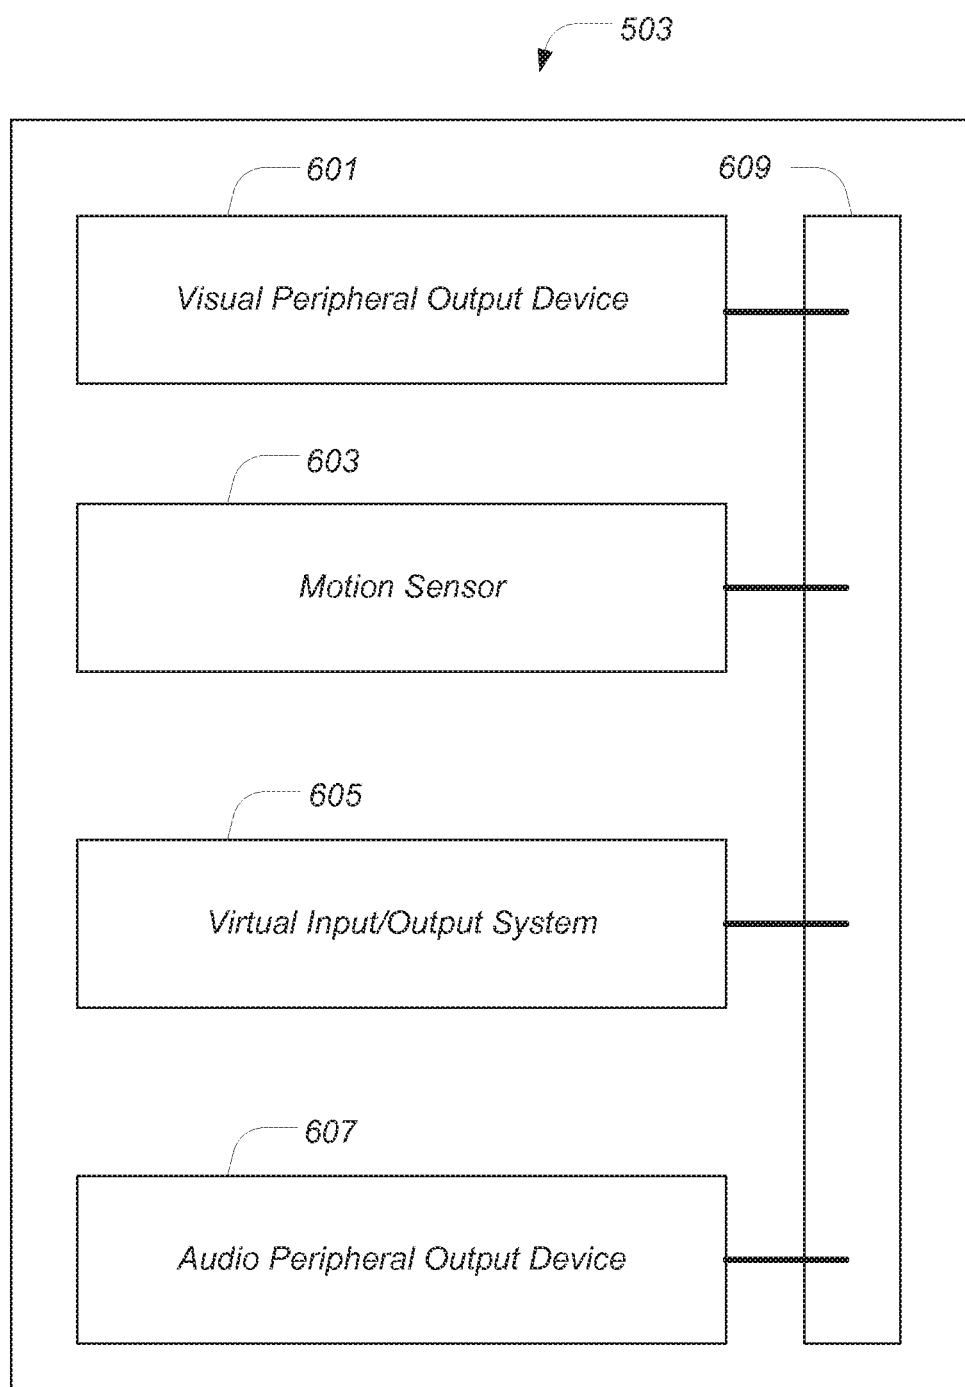 503
601
609
Visual Peripheral Output Device
603
Motion Sensor
605
Virtual Input/Output System
607
Audio Peripheral Output Device